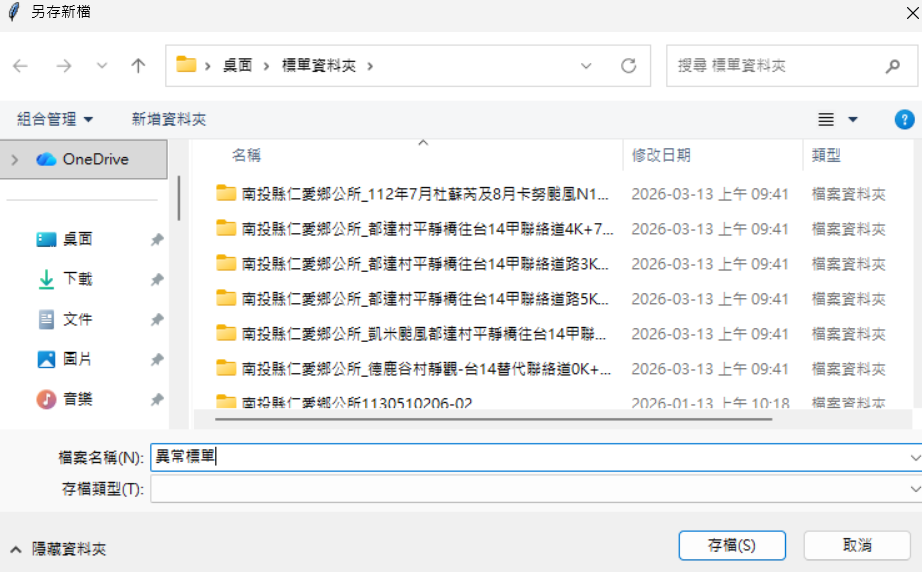 另存新檔
桌面 標單資料夾
搜尋 標單資料夾
組合管理 新增資料夾
OneDrive
桌面
下載
文件
圖片
音樂
名稱 修改日期 類型
南投縣仁愛鄉公所_112年7月杜蘇芮及8月卡努颱風N1... 2026-03-13 上午 09:41 檔案資料夾
南投縣仁愛鄉公所_都達村平靜橋往台14甲聯絡道4K+7... 2026-03-13 上午 09:41 檔案資料夾
南投縣仁愛鄉公所_都達村平靜橋往台14甲聯絡道路3K... 2026-03-13 上午 09:41 檔案資料夾
南投縣仁愛鄉公所_都達村平靜橋往台14甲聯絡道路5K... 2026-03-13 上午 09:41 檔案資料夾
南投縣仁愛鄉公所_凱米颱風都達村平靜橋往台14甲聯... 2026-03-13 上午 09:41 檔案資料夾
南投縣仁愛鄉公所_德鹿谷村靜觀-台14替代聯絡道0K+... 2026-03-13 上午 09:41 檔案資料夾
南投縣仁愛鄉公所1130510206-02 2026-01-13 上午 10:18 檔案資料夾
檔案名稱(N): 異常標單
存檔類型(T):
隱藏資料夾 存檔(S) 取消